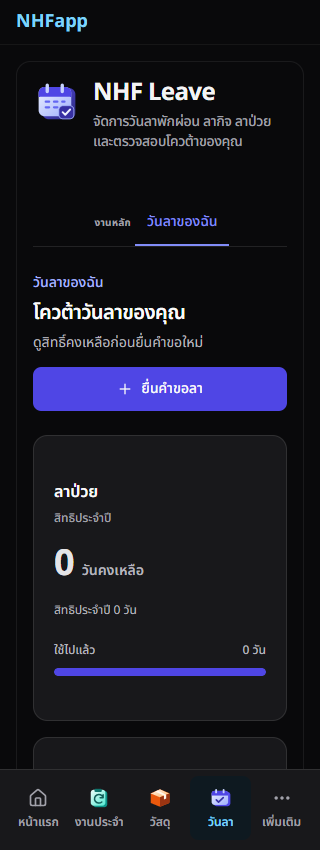 NHFapp
NHF Leave
จัดการวันลาพักผ่อน ลากิจ ลาป่วย
และตรวจสอบโควต้าของคุณ
งานหลัก
วันลาของฉัน
วันลาของฉัน
โควต้าวันลาของคุณ
ดูสิทธิ์คงเหลือก่อนยื่นคำขอใหม่
+ ยื่นคำขอลา
ลาป่วย
สิทธิประจำปี
0 วันคงเหลือ
สิทธิประจำปี 0 วัน
ใช้ไปแล้ว 0 วัน
หน้าแรก
งานประจำ
วัสดุ
วันลา
เพิ่มเติม